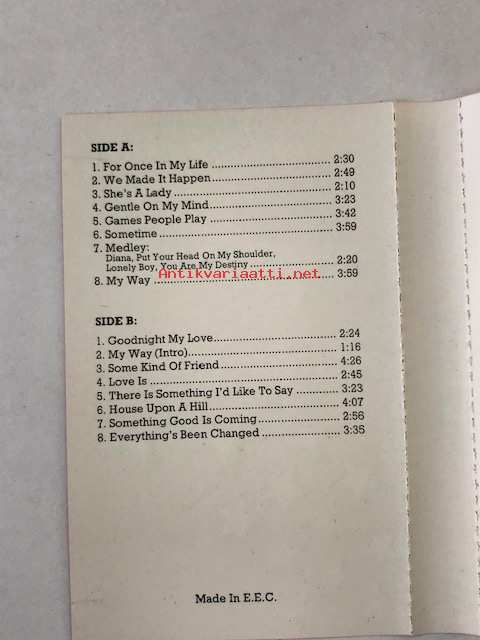 SIDE A:
1. For Once In My Life ................................ 2:30
2. We Made It Happen................................ 2:49
3. She's A Lady .......................................... 2:10
4. Gentle On My Mind................................ 3:23
5. Games People Play ................................ 3:42
6. Sometime................................................ 3:59
7. Medley:
Diana, Put Your Head On My Shoulder,
Lonely Boy, You Are My Destiny ...................... 2:20
Antikvariaatti.net
8. My Way .................................................. 3:59
SIDE B:
1. Goodnight My Love................................ 2:24
2. My Way (Intro)........................................ 1:16
3. Some Kind Of Friend.............................. 4:26
4. Love Is .................................................... 2:45
5. There Is Something I'd Like To Say ............ 3:23
6. House Upon A Hill.................................. 4:07
7. Something Good Is Coming...................... 2:56
8. Everything's Been Changed ...................... 3:35
Made In E.E.C.